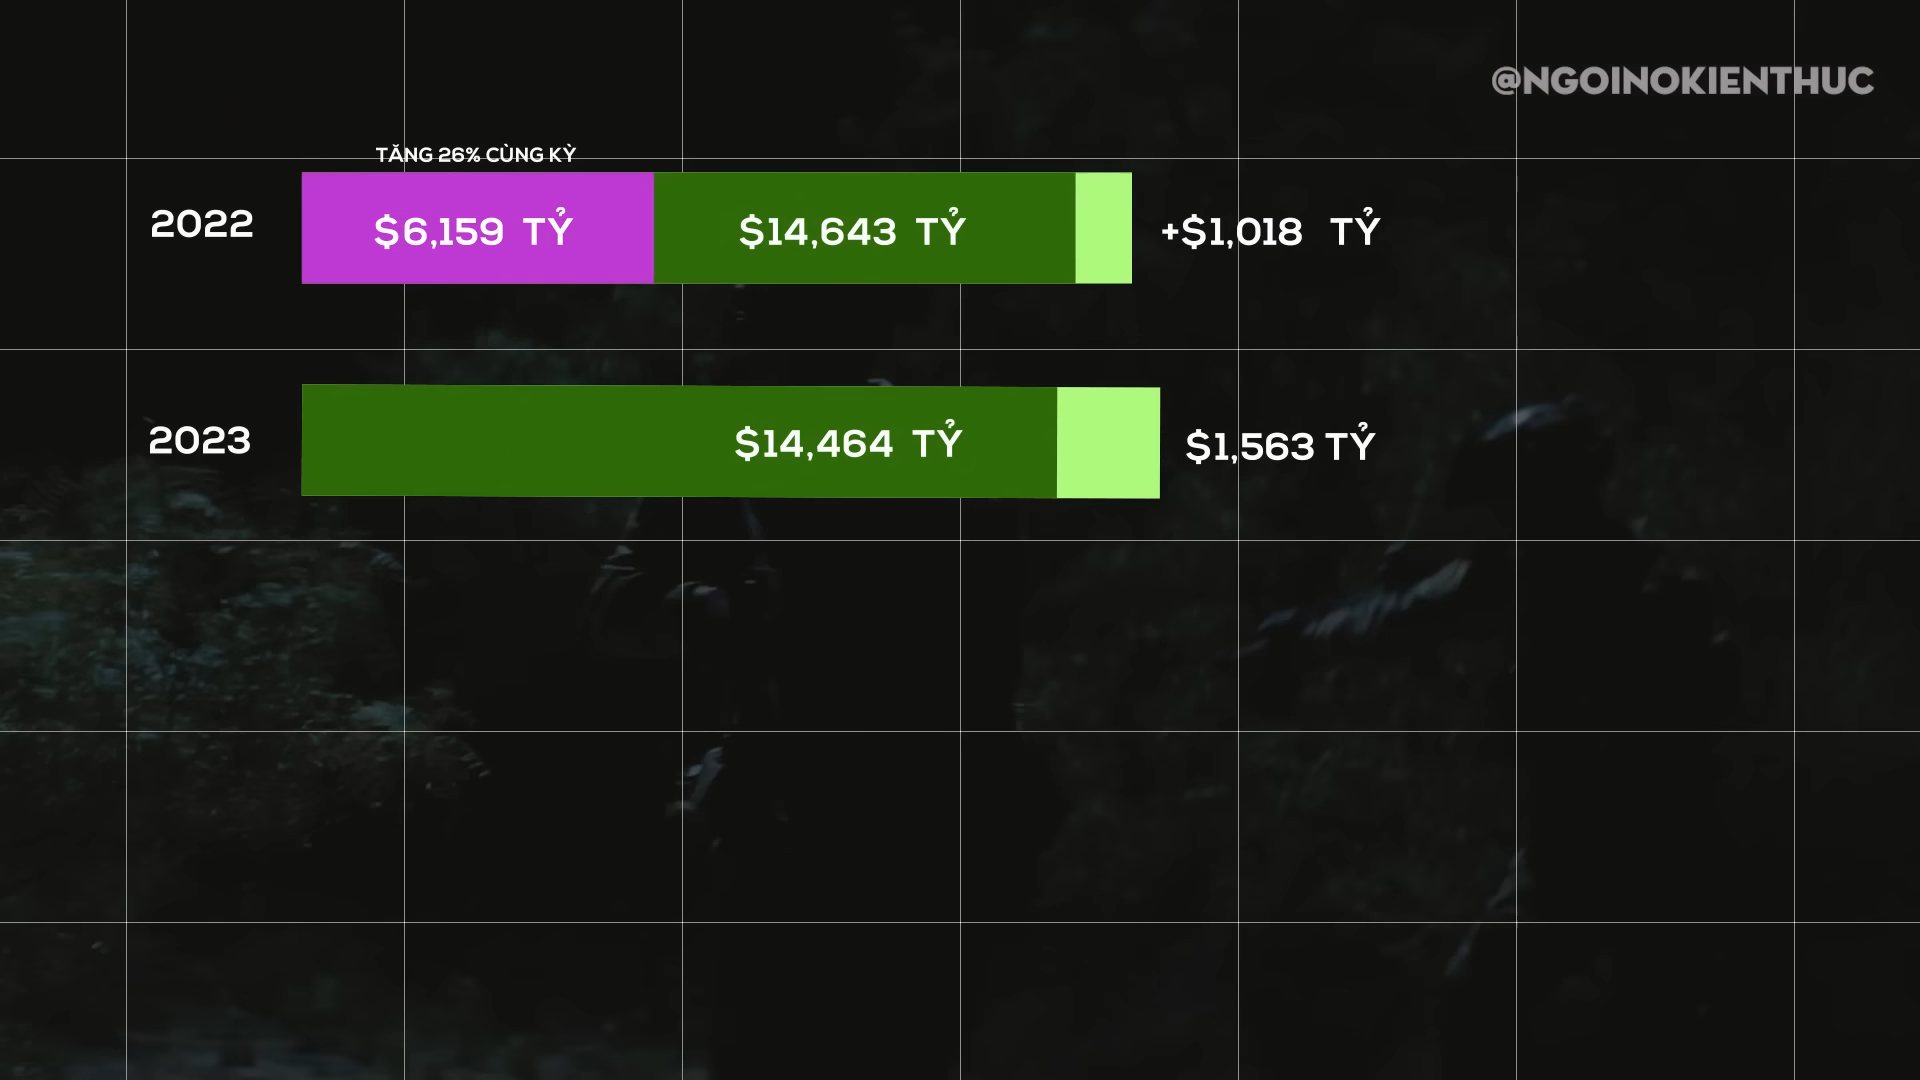 @NGOINOKIENTHUC
TĂNG 26% CÙNG KỲ
2022 $6,159 TỶ $14,643 TỶ +$1,018 TỶ
2023 $14,464 TỶ $1,563 TỶ